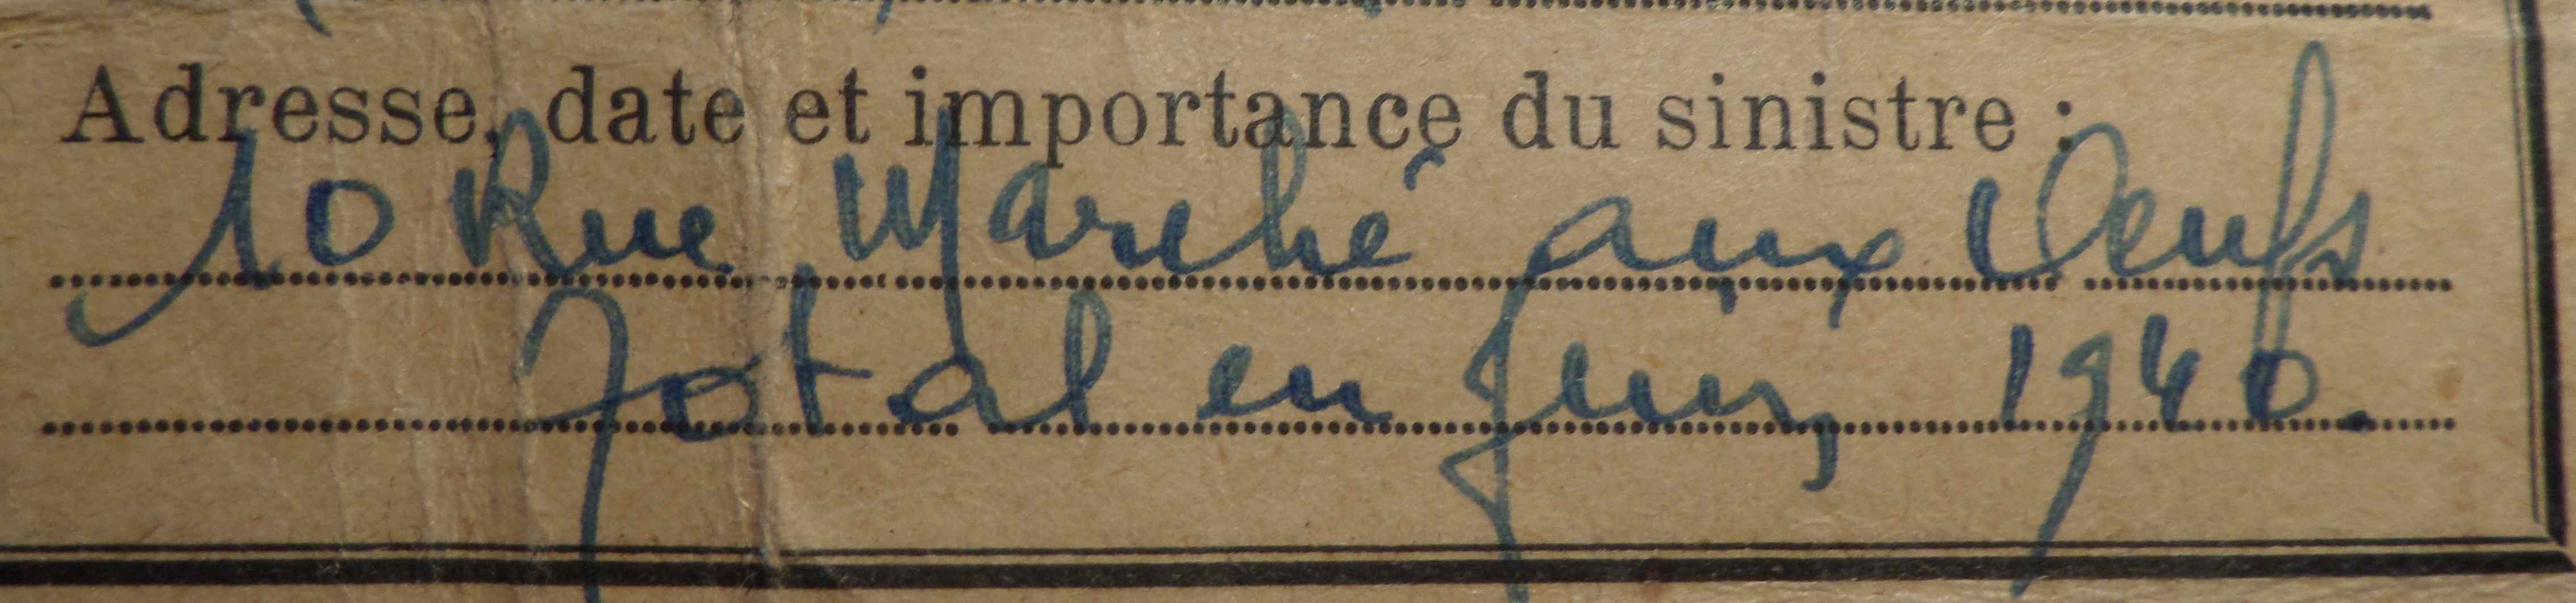 Adresse, date et importance du sinistre :
10 Rue Marché aux Oeufs
Total en Juin, 1940.